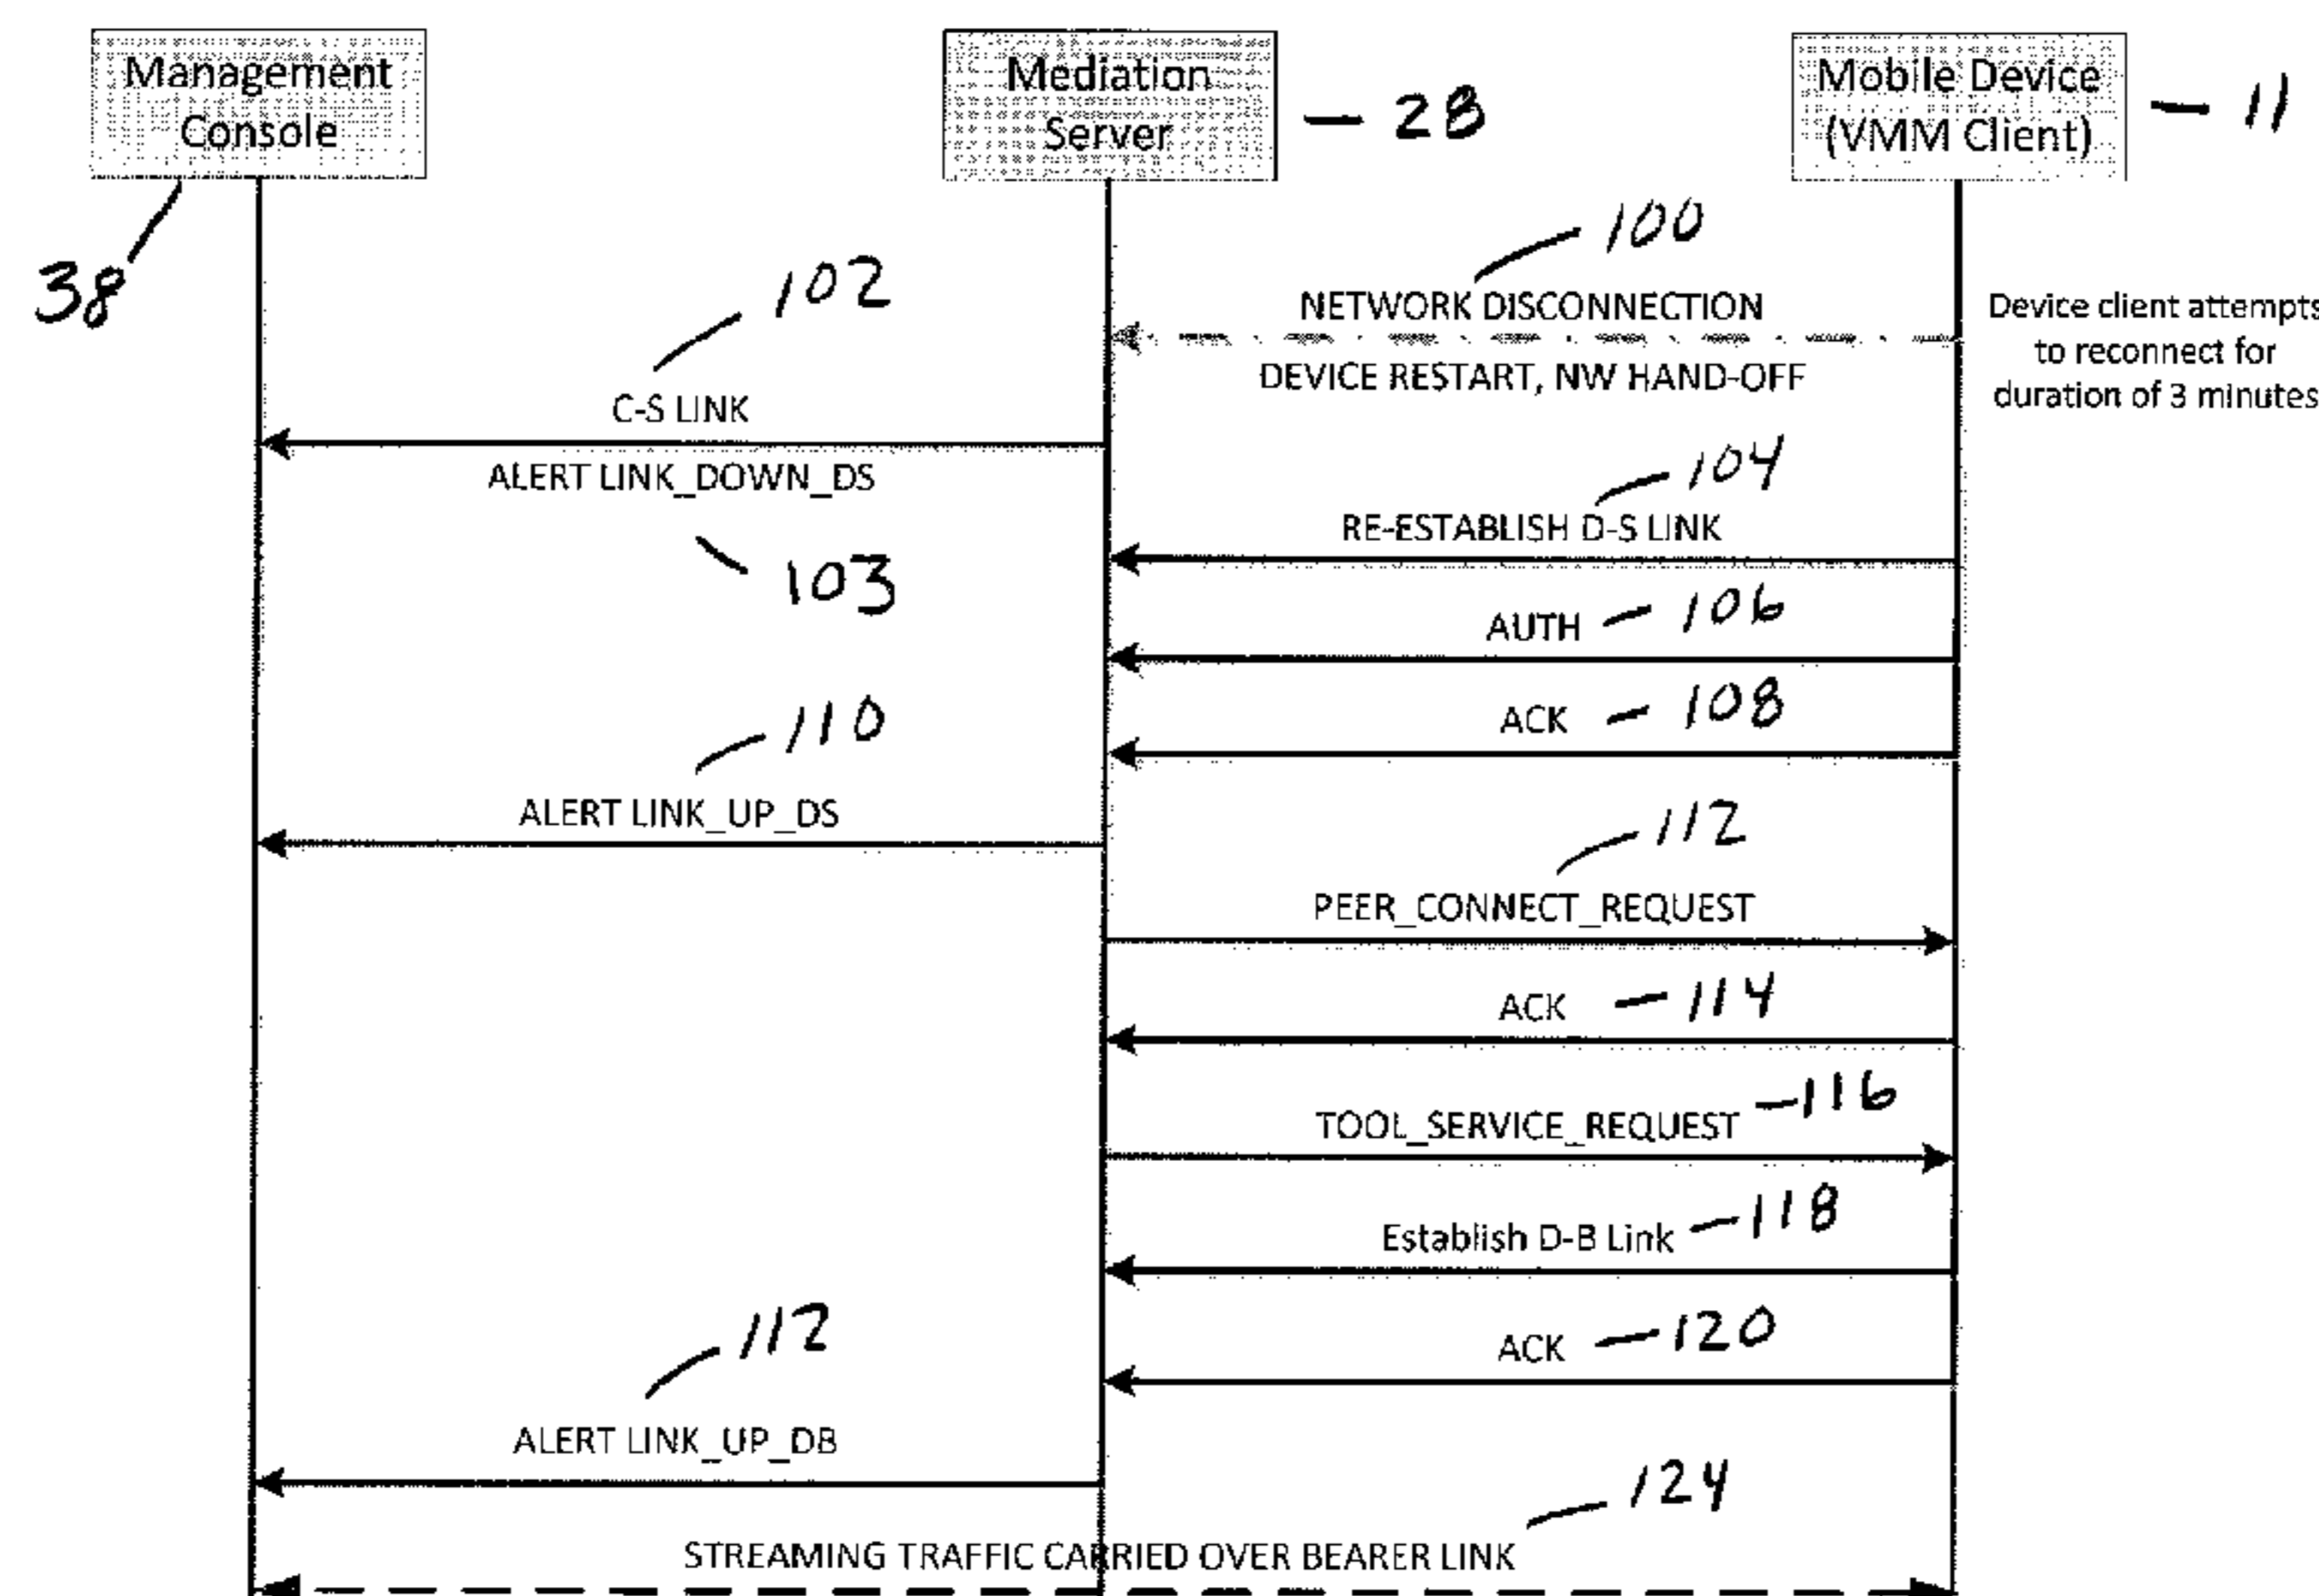 Management
Console
Mediation
Server
28
Mobile Device
(VMM Client)
11
38
100
NETWORK DISCONNECTION
DEVICE RESTART, NW HAND-OFF
Device client attempts
to reconnect for
duration of 3 minutes
102
C-S LINK
ALERT LINK_DOWN_DS
103
104
RE-ESTABLISH D-S LINK
AUTH
106
ACK
108
110
ALERT LINK_UP_DS
112
PEER_CONNECT_REQUEST
ACK
114
TOOL_SERVICE_REQUEST
116
Establish D-B Link
118
ACK
120
112
ALERT LINK_UP_DB
124
STREAMING TRAFFIC CARRIED OVER BEARER LINK